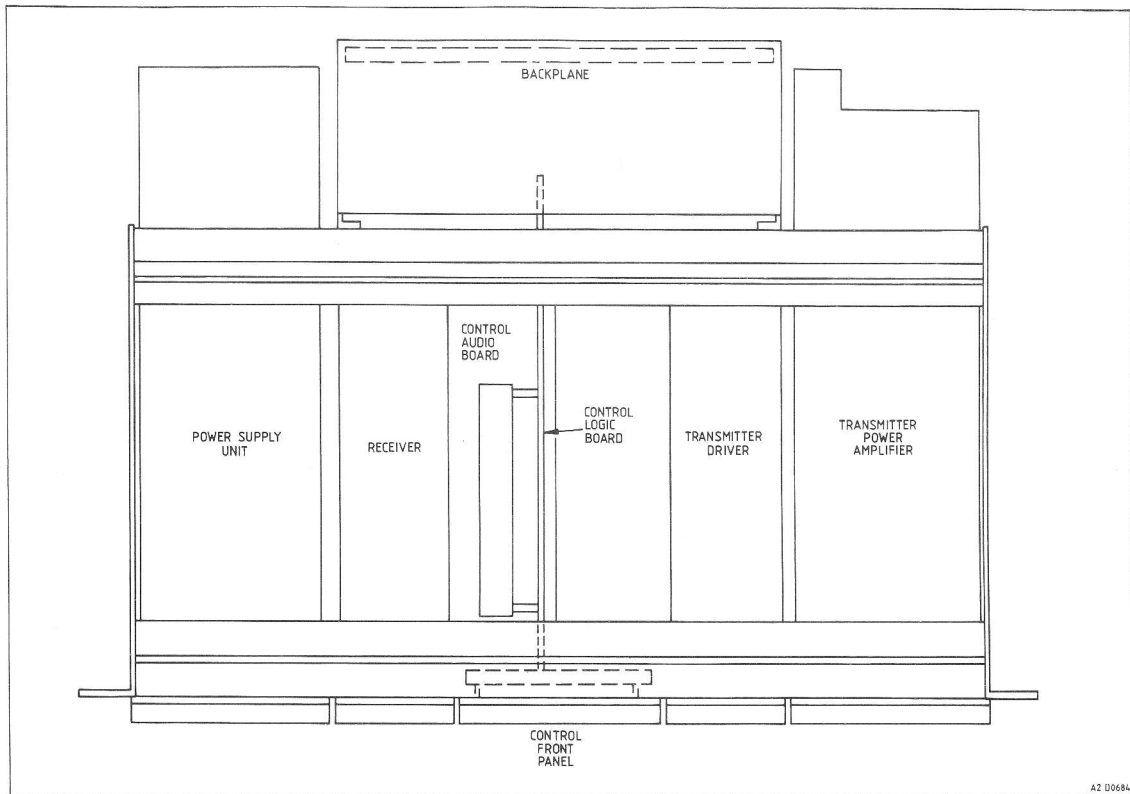 BACKPLANE
CONTROL
AUDIO
BOARD
POWER SUPPLY
UNIT
RECEIVER
CONTROL
LOGIC
BOARD
TRANSMITTER
DRIVER
TRANSMITTER
POWER
AMPLIFIER
CONTROL
FRONT
PANEL
A2 D0684